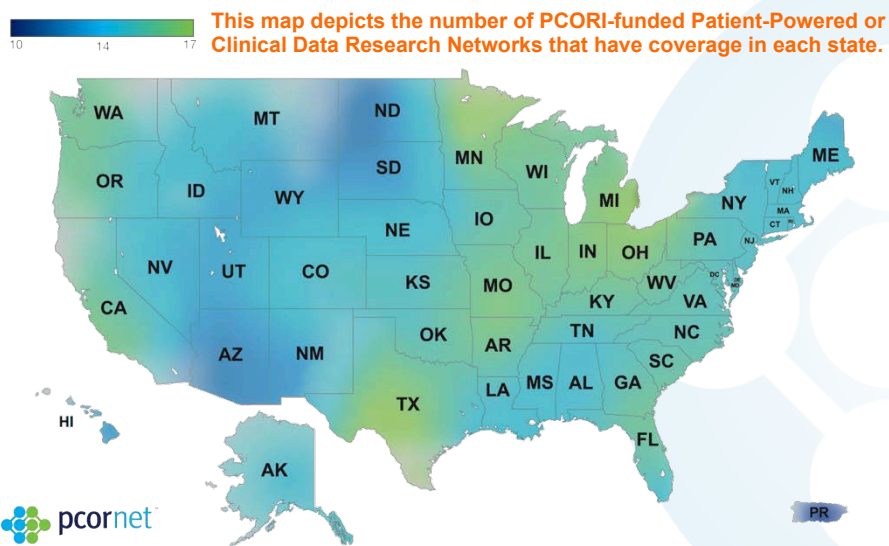 This map depicts the number of PCORI-funded Patient-Powered or
Clinical Data Research Networks that have coverage in each state.
10 14 17
WA
MT
ND
MN
ME
OR
ID
SD
WI
MI
WY
NY
VT
NH
MA
CT
IO
NE
PA
NJ
NV
UT
CO
IL
IN
OH
KS
MO
WV
DC
DE
MD
CA
KY
VA
OK
TN
NC
AZ
NM
AR
SC
MS
AL
GA
LA
TX
HI
FL
AK
PR
pcornet